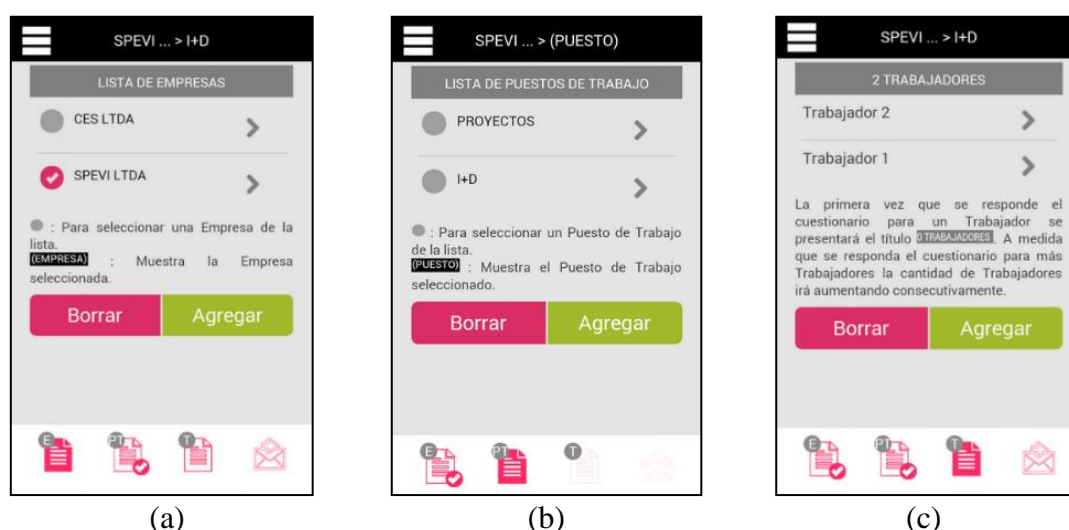 SPEVI ... > I+D
LISTA DE EMPRESAS
CES LTDA
SPEVI LTDA
: Para seleccionar una Empresa de la
lista.
(EMPRESA) : Muestra la Empresa
seleccionada.
Borrar Agregar
E PT T
(a)
SPEVI ... > (PUESTO)
LISTA DE PUESTOS DE TRABAJO
PROYECTOS
I+D
: Para seleccionar un Puesto de Trabajo
de la lista.
(PUESTO) : Muestra el Puesto de Trabajo
seleccionado.
Borrar Agregar
E PT T
(b)
SPEVI ... > I+D
2 TRABAJADORES
Trabajador 2
Trabajador 1
La primera vez que se responde el
cuestionario para un Trabajador se
presentará el título 0 TRABAJADORES. A medida
que se responda el cuestionario para más
Trabajadores la cantidad de Trabajadores
irá aumentando consecutivamente.
Borrar Agregar
E PT T
(c)